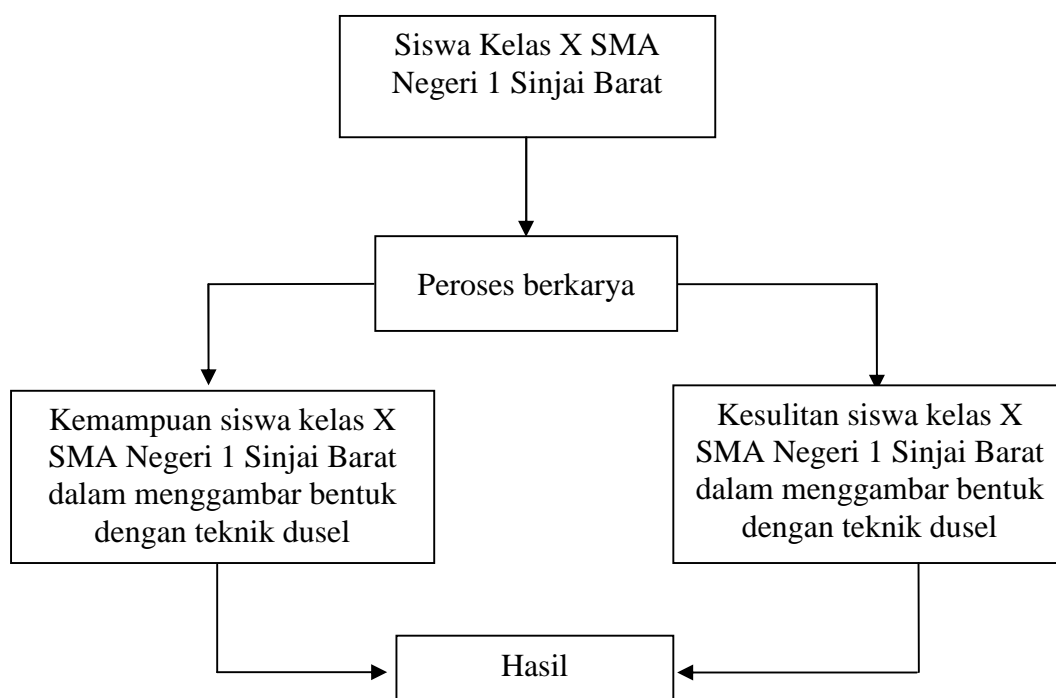 Siswa Kelas X SMA
Negeri 1 Sinjai Barat
Peroses berkarya
Kemampuan siswa kelas X
SMA Negeri 1 Sinjai Barat
dalam menggambar bentuk
dengan teknik dusel
Kesulitan siswa kelas X
SMA Negeri 1 Sinjai Barat
dalam menggambar bentuk
dengan teknik dusel
Hasil